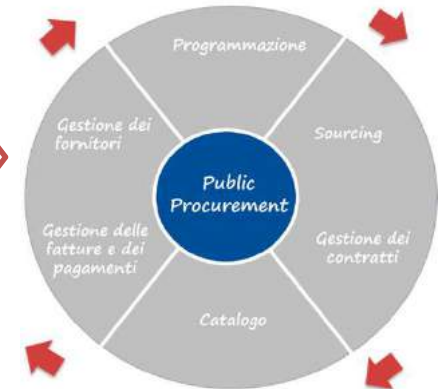 Programmazione
Gestione dei
fornitori
Sourcing
Public
Procurement
Gestione delle
fatture e dei
pagamenti
Gestione dei
contratti
Catalogo